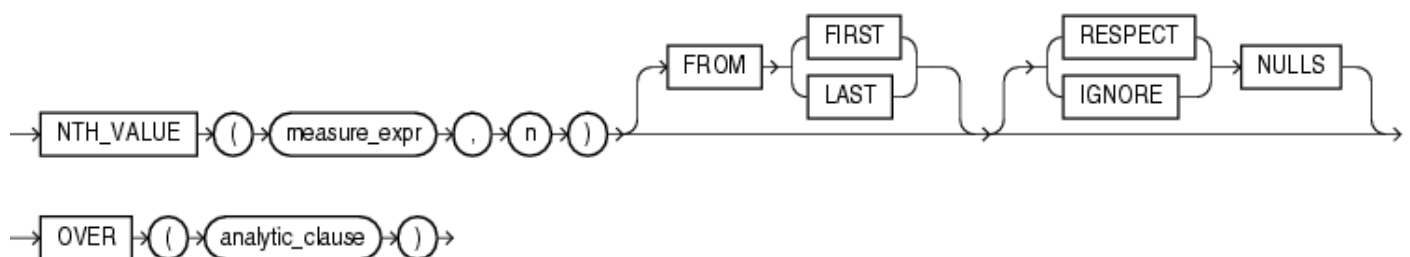 FIRST RESPECT
FROM NULLS
LAST IGNORE
NTH_VALUE ( measure_expr , n )
OVER ( analytic_clause )